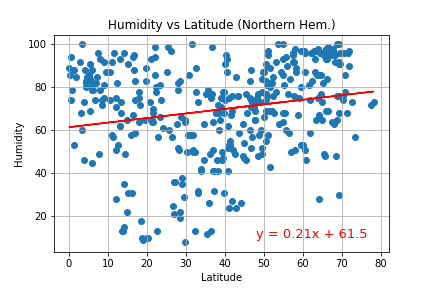 Humidity vs Latitude (Northern Hem.)
100
80
60
40
20
Humidity
y = 0.21x + 61.5
0 10 20 30 40 50 60 70 80
Latitude